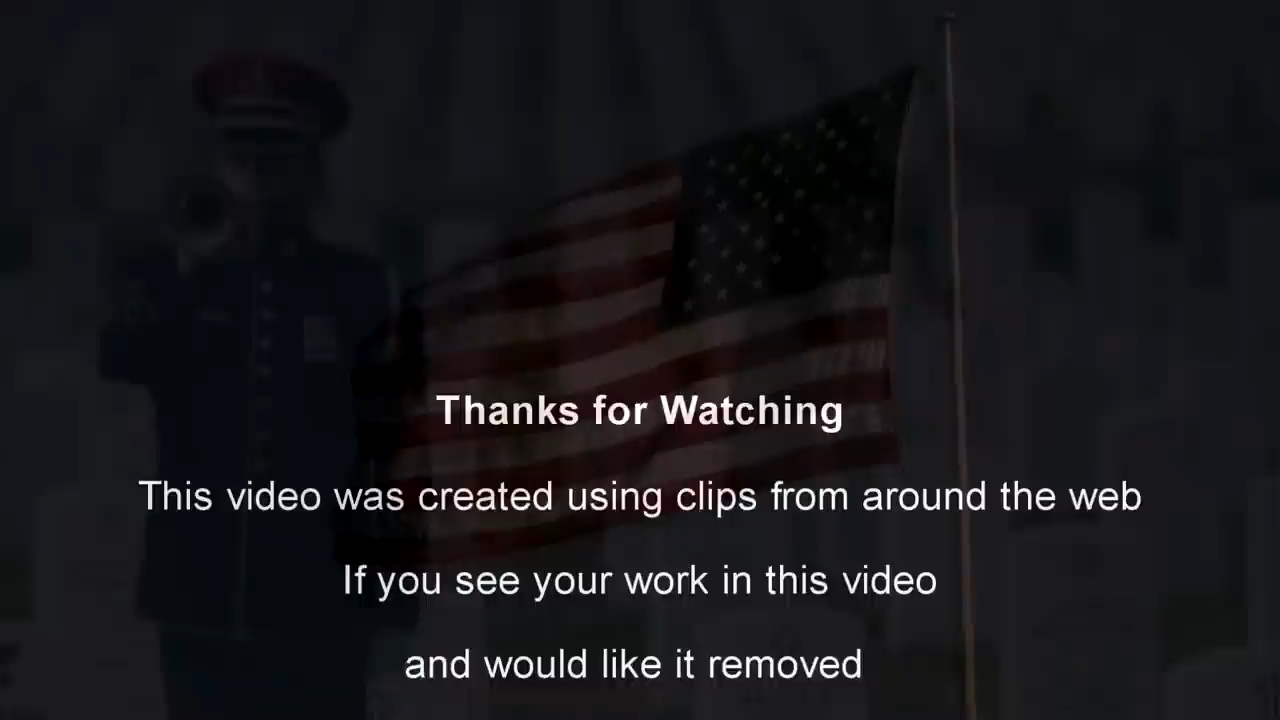 Thanks for Watching
This video was created using clips from around the web
If you see your work in this video
and would like it removed